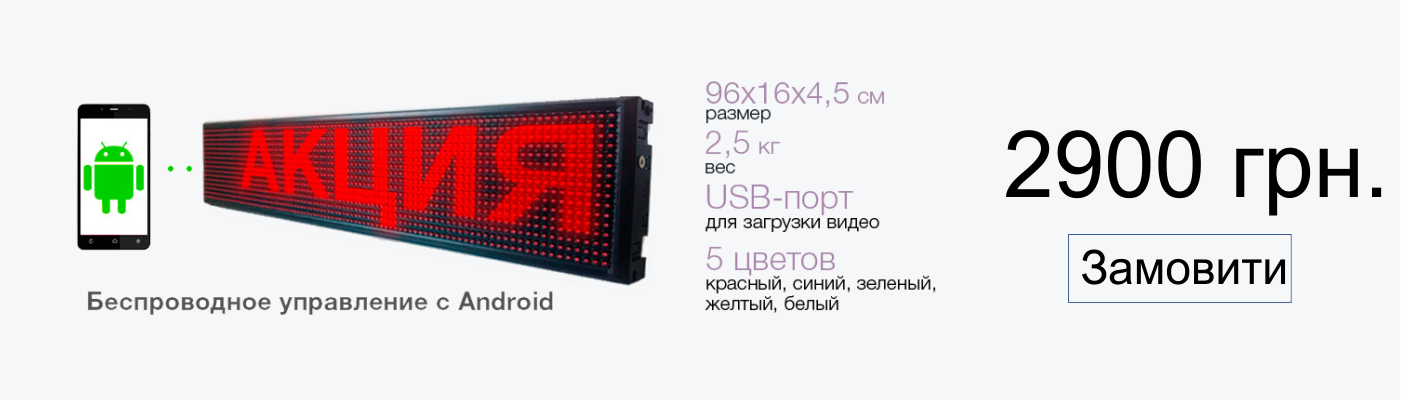 АКЦИЯ
Беспроводное управление с Android
96x16x4,5 см
размер
2,5 кг
вес
USB-порт
для загрузки видео
5 цветов
красный, синий, зеленый,
желтый, белый
2900 грн.
Замовити